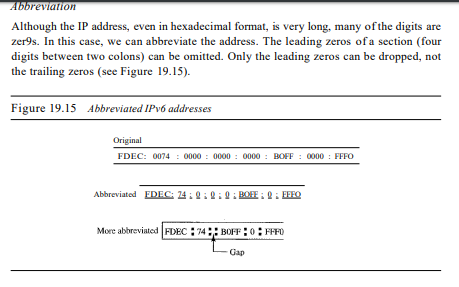 Abbreviation
Although the IP address, even in hexadecimal format, is very long, many of the digits are
zer9s. In this case, we can abbreviate the address. The leading zeros of a section (four
digits between two colons) can be omitted. Only the leading zeros can be dropped, not
the trailing zeros (see Figure 19.15).
Figure 19.15 Abbreviated IPv6 addresses
Original
FDEC: 0074 : 0000 : 0000 : 0000 : BOFF : 0000 : FFFO
Abbreviated FDEC: 74 : 0 : 0 : 0 : BOFF : 0 : FFFO
More abbreviated FDEC : 74 : : BOFF : 0 : FFF0
Gap